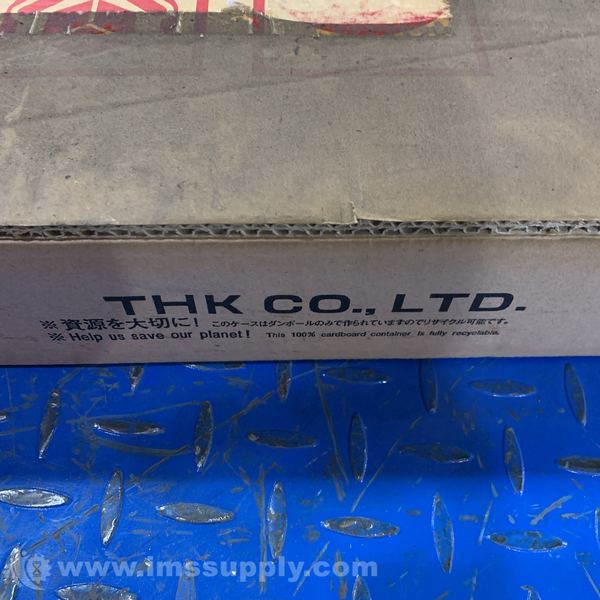 THK CO., LTD.
※ 資源を大切に! このケースはダンボールのみで作られていますのでリサイクル可能です。
※ Help us save our planet! This 100% cardboard container is fully recyclable.
www.imssupply.com